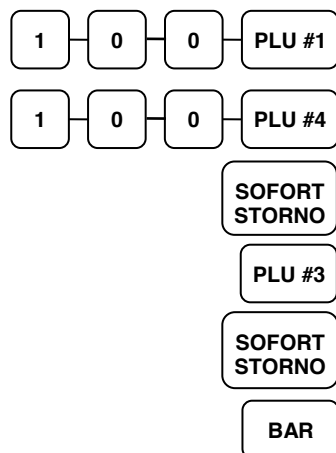 1 0 0 PLU #1
1 0 0 PLU #4
SOFORT
STORNO
PLU #3
SOFORT
STORNO
BAR